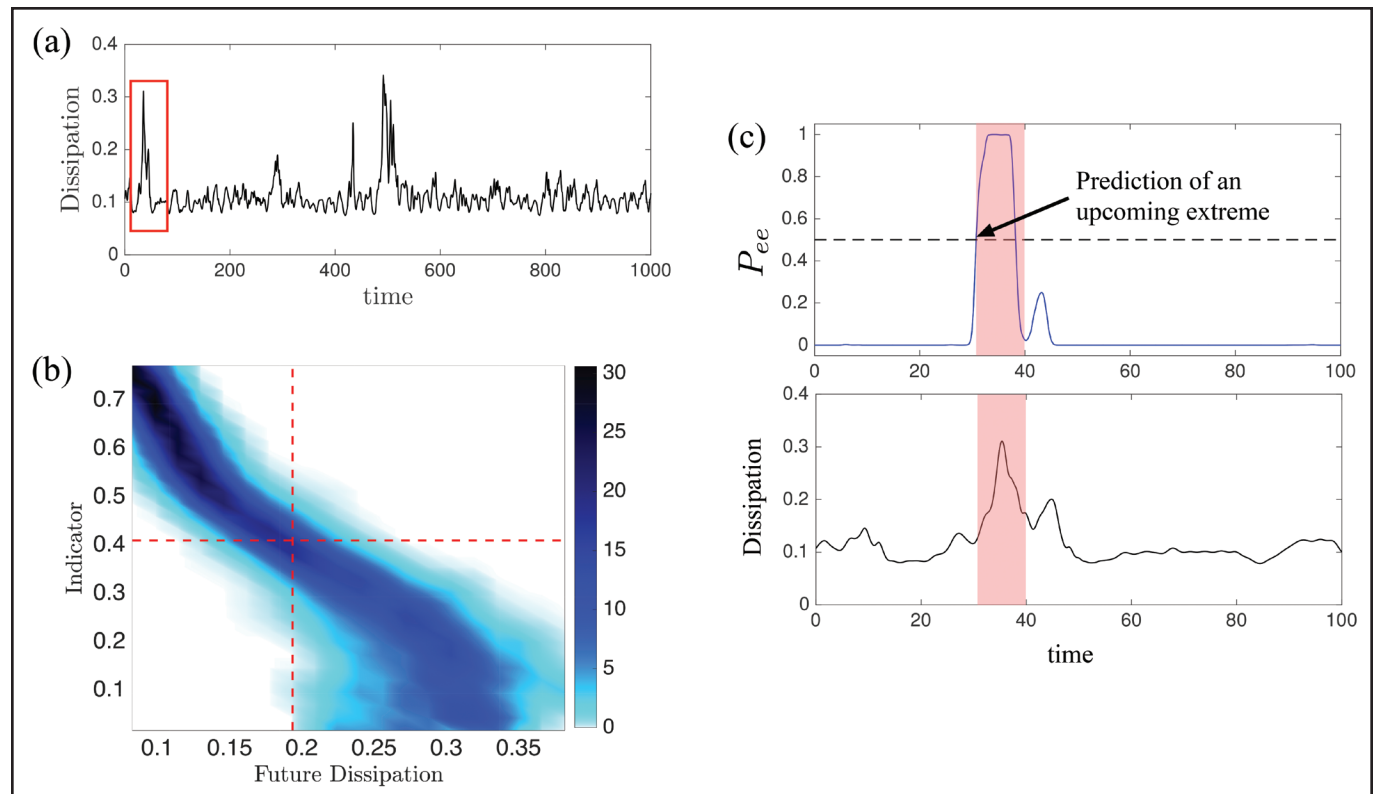 (a)
0.4
0.3
0.2
0.1
0
Dissipation
0 200 400 600 800 1000
time
(b)
0.7
0.6
0.5
0.4
0.3
0.2
0.1
Indicator
0.1 0.15 0.2 0.25 0.3 0.35
Future Dissipation
30
25
20
15
10
5
0
(c)
1
0.8
0.6
0.4
0.2
0
P_ee
Prediction of an
upcoming extreme
0 20 40 60 80 100
0.4
0.3
0.2
0.1
0
Dissipation
0 20 40 60 80 100
time